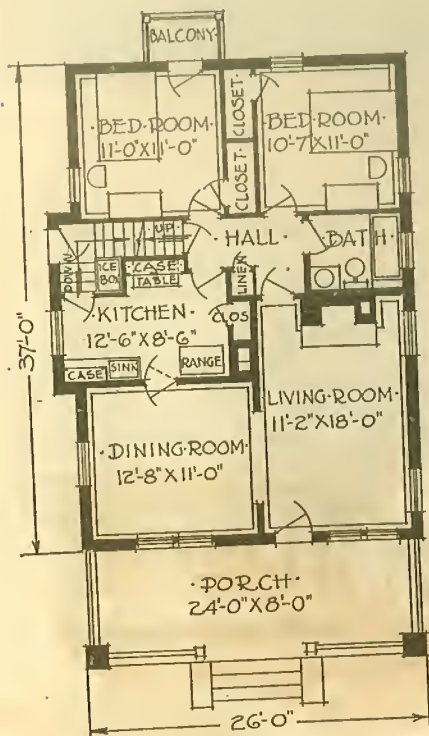 BALCONY
·BED·ROOM·
11'-0"X11'-0"
CLOSET
CLOSET
·BED·ROOM·
10'-7"X11'-0"
UP
DOWN
·HALL·
·BATH·
ICE
BOX
CASE
TABLE
LINEN
·KITCHEN·
12'-6"X8'-6"
CLOS
CASE
SINK
RANGE
37'-0"
LIVING·ROOM
11'-2"X18'-0"
·DINING·ROOM·
12'-8"X11'-0"
·PORCH·
24'-0"X8'-0"
26'-0"